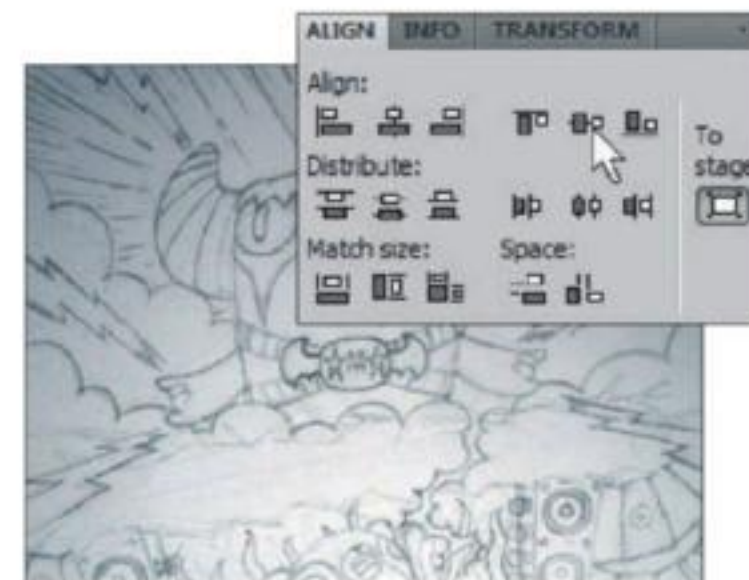 ALIGN INFO TRANSFORM
Align:
Distribute:
To
stage
Match size:
Space: